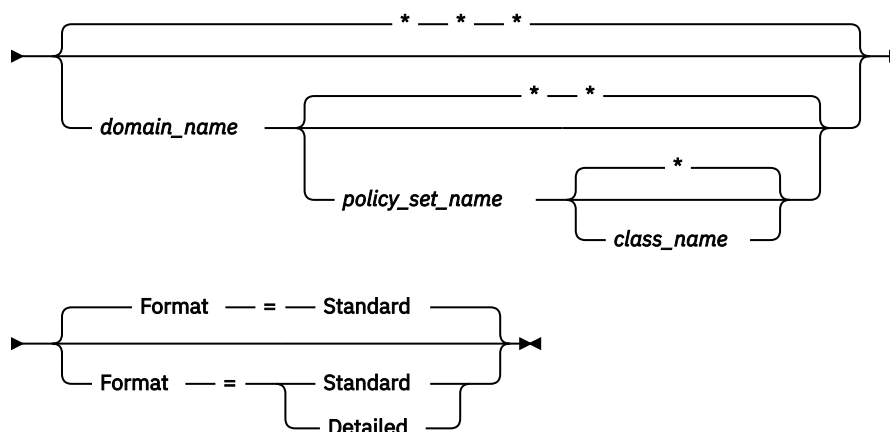 * * *
* *
domain_name
*
policy_set_name
class_name
Format = Standard
Format = Standard
Detailed